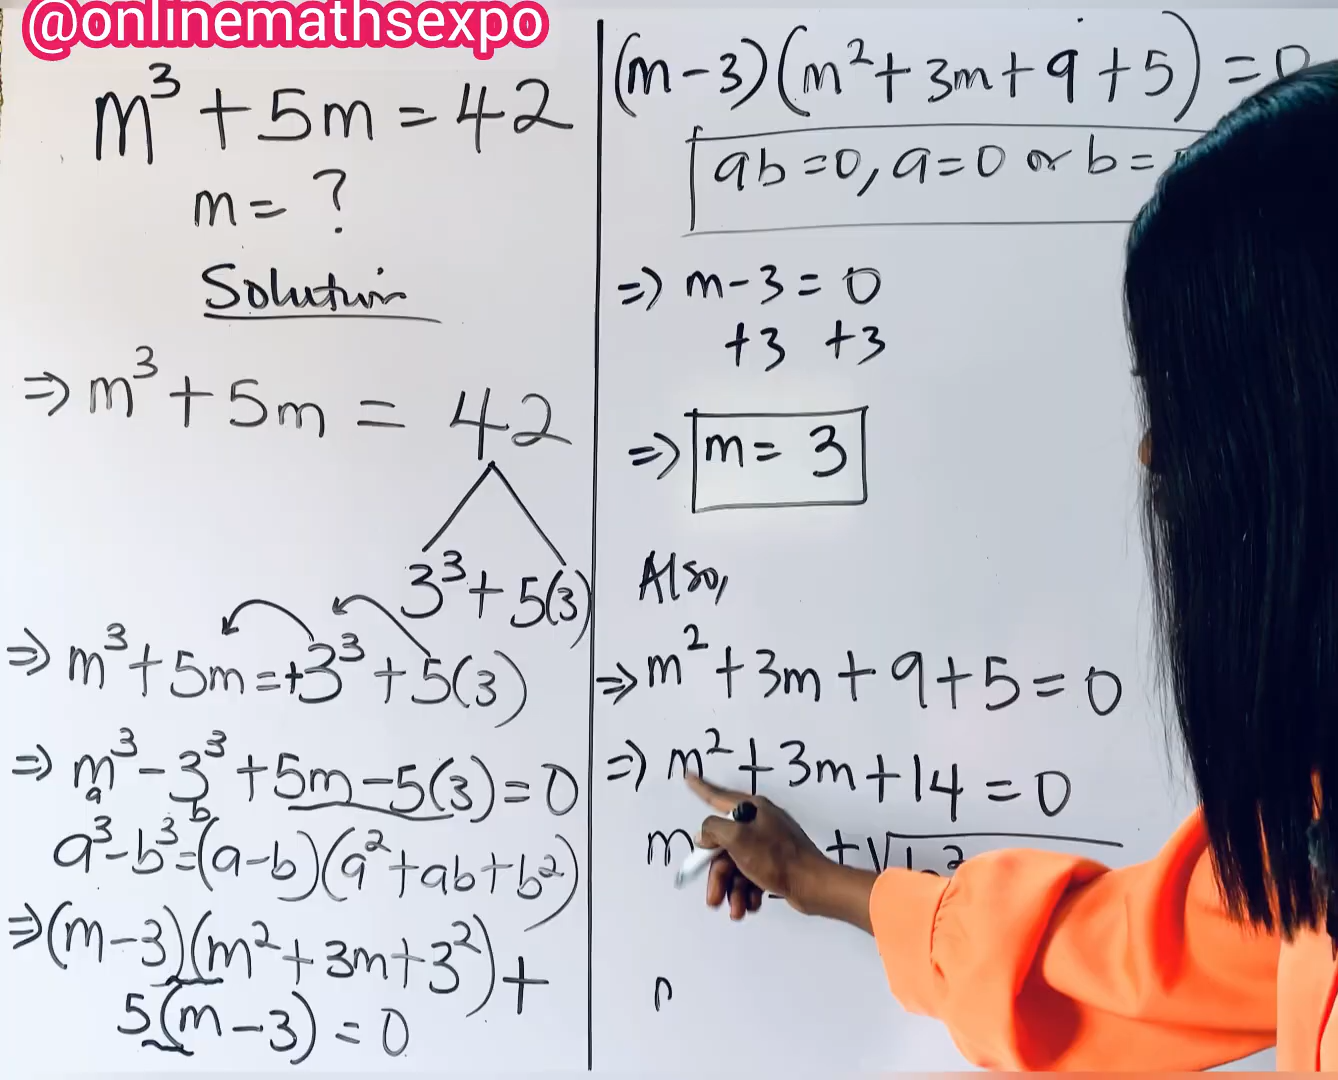 @onlinemathsexpo
m³ + 5m = 42
m = ?
Solution
⇒ m³ + 5m = 42
3³ + 5(3)
⇒ m³ + 5m = +3³ + 5(3)
⇒ m³ - 3³ + 5m - 5(3) = 0
a b
a³ - b³ = (a - b)(a² + ab + b²)
⇒ (m - 3)(m² + 3m + 3²) +
5(m - 3) = 0
(m - 3)(m² + 3m + 9 + 5) = 0
ab = 0, a = 0 or b =
⇒ m - 3 = 0
+3 +3
⇒ m = 3
Also,
⇒ m² + 3m + 9 + 5 = 0
⇒ m² + 3m + 14 = 0
m